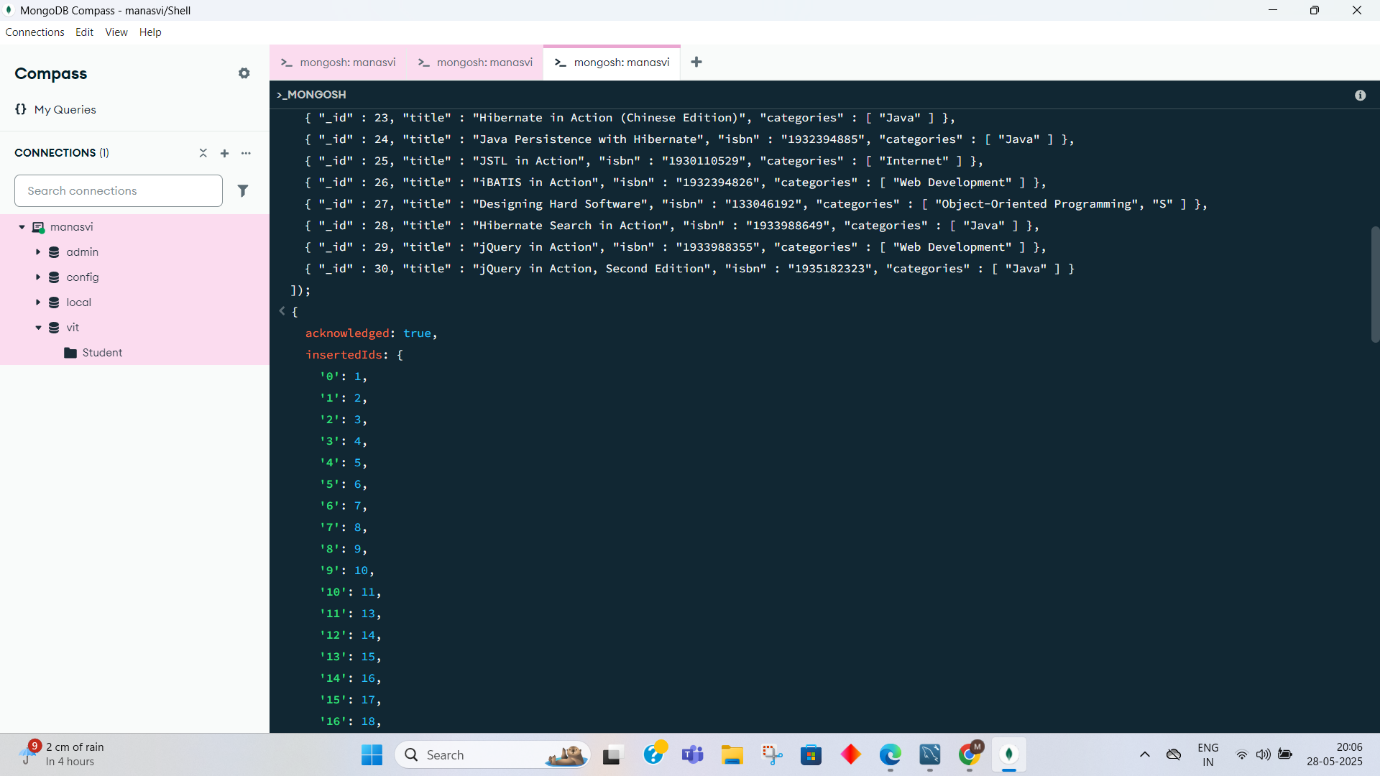 MongoDB Compass - manasvi/Shell
Connections Edit View Help
Compass
{} My Queries
CONNECTIONS (1)
Search connections
manasvi
admin
config
local
vit
Student
>_ mongosh: manasvi >_ mongosh: manasvi >_ mongosh: manasvi +
>_MONGOSH
{ "_id" : 23, "title" : "Hibernate in Action (Chinese Edition)", "categories" : [ "Java" ] },
{ "_id" : 24, "title" : "Java Persistence with Hibernate", "isbn" : "1932394885", "categories" : [ "Java" ] },
{ "_id" : 25, "title" : "JSTL in Action", "isbn" : "1930110529", "categories" : [ "Internet" ] },
{ "_id" : 26, "title" : "iBATIS in Action", "isbn" : "1932394826", "categories" : [ "Web Development" ] },
{ "_id" : 27, "title" : "Designing Hard Software", "isbn" : "133046192", "categories" : [ "Object-Oriented Programming", "S" ] },
{ "_id" : 28, "title" : "Hibernate Search in Action", "isbn" : "1933988649", "categories" : [ "Java" ] },
{ "_id" : 29, "title" : "jQuery in Action", "isbn" : "1933988355", "categories" : [ "Web Development" ] },
{ "_id" : 30, "title" : "jQuery in Action, Second Edition", "isbn" : "1935182323", "categories" : [ "Java" ] }
]);
< {
acknowledged: true,
insertedIds: {
'0': 1,
'1': 2,
'2': 3,
'3': 4,
'4': 5,
'5': 6,
'6': 7,
'7': 8,
'8': 9,
'9': 10,
'10': 11,
'11': 13,
'12': 14,
'13': 15,
'14': 16,
'15': 17,
'16': 18,
9
2 cm of rain
In 4 hours
Search
M
ENG
IN
20:06
28-05-2025